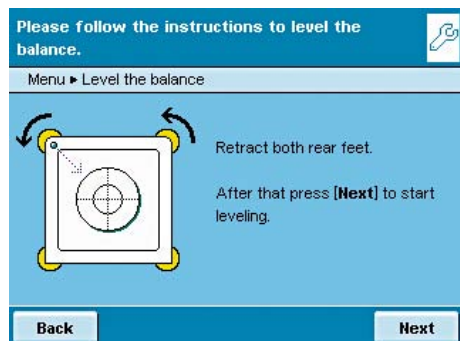 Please follow the instructions to level the
balance.
Menu ▸ Level the balance
Retract both rear feet.
After that press [Next] to start
leveling.
Back
Next